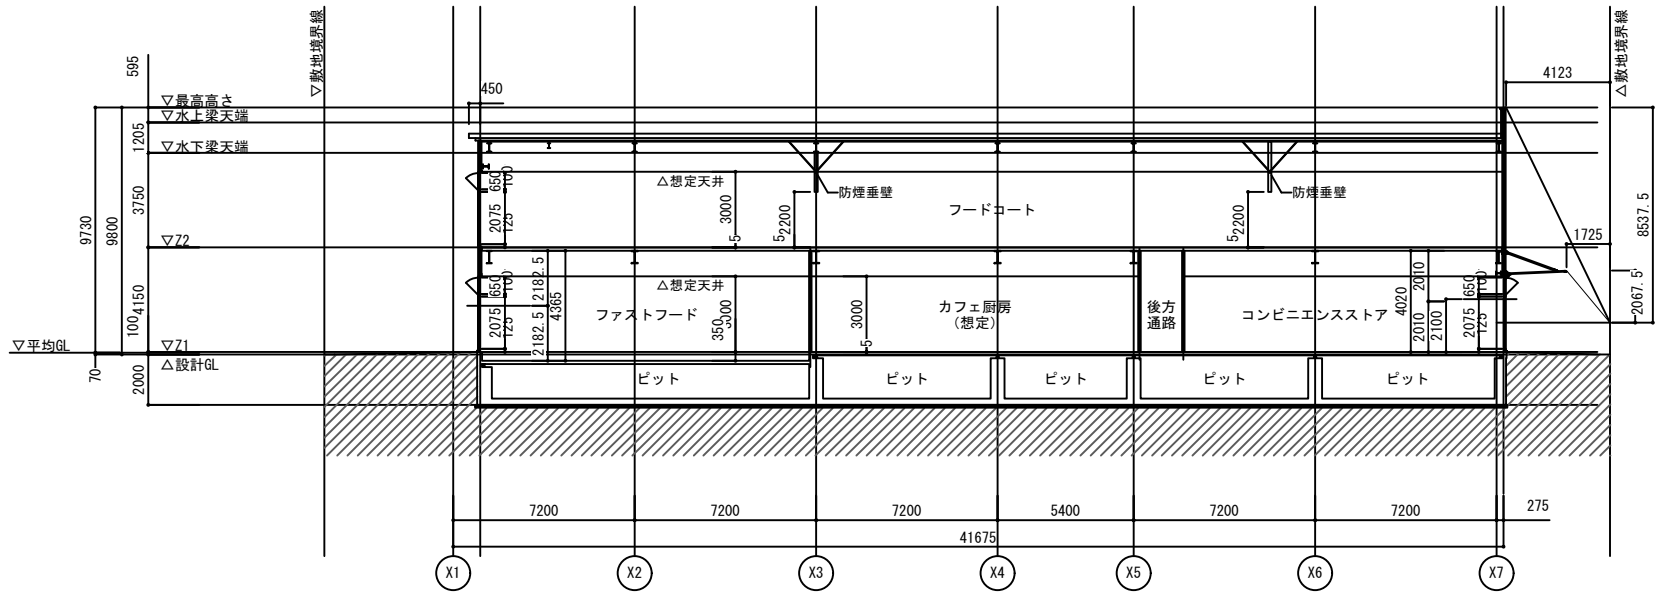 ▽敷地境界線
△敷地境界線
595
450
4123
▽最高高さ
▽水上梁天端
1205
▽水下梁天端
650
100
△想定天井
防煙垂壁
防煙垂壁
3750
3000
2200
フードコート
2200
9730
9800
2075
125
5
5
5
8537.5
1725
▽Z2
650
100
2182.5
△想定天井
2010
650
100
4150
4365
3000
カフェ厨房
(想定)
後方
通路
4020
2067.5
ファストフード
3000
コンビニエンスストア
100
2075
125
2182.5
350
5
2010
2100
2075
125
▽平均GL
▽Z1
△設計GL
70
2000
ピット
ピット
ピット
ピット
ピット
7200
7200
7200
5400
7200
7200
275
41675
X1
X2
X3
X4
X5
X6
X7